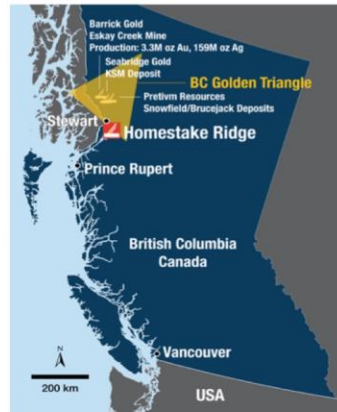 Barrick Gold
Eskay Creek Mine
Production: 3.3M oz Au, 159M oz Ag
Seabridge Gold
KSM Deposit
BC Golden Triangle
Pretivm Resources
Snowfield/Brucejack Deposits
Stewart
Homestake Ridge
Prince Rupert
British Columbia
Canada
Vancouver
N
200 km
USA